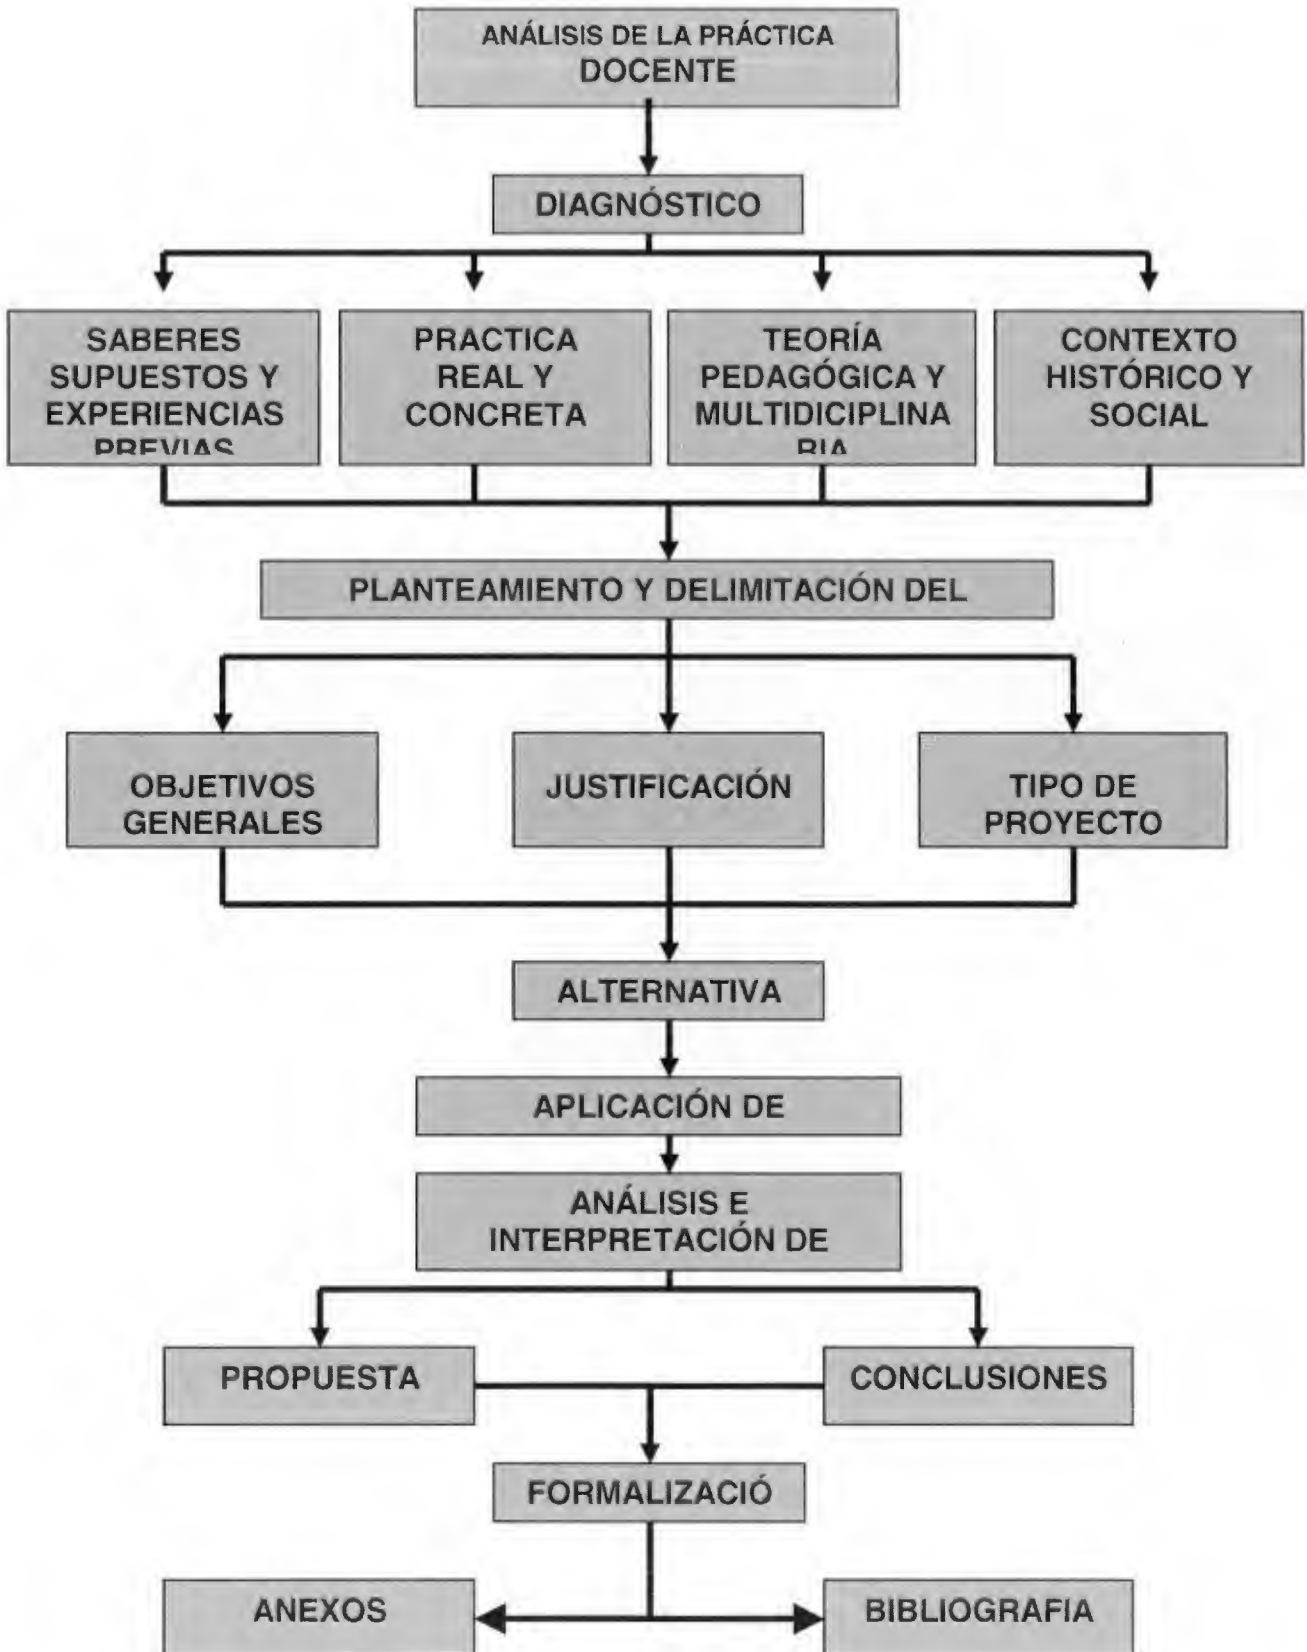 ANÁLISIS DE LA PRÁCTICA
DOCENTE
DIAGNÓSTICO
SABERES
SUPUESTOS Y
EXPERIENCIAS
PREVIAS
PRACTICA
REAL Y
CONCRETA
TEORÍA
PEDAGÓGICA Y
MULTIDICIPLINA
RIA
CONTEXTO
HISTÓRICO Y
SOCIAL
PLANTEAMIENTO Y DELIMITACIÓN DEL
OBJETIVOS
GENERALES
JUSTIFICACIÓN
TIPO DE
PROYECTO
ALTERNATIVA
APLICACIÓN DE
ANÁLISIS E
INTERPRETACIÓN DE
PROPUESTA
CONCLUSIONES
FORMALIZACIÓ
ANEXOS
BIBLIOGRAFIA